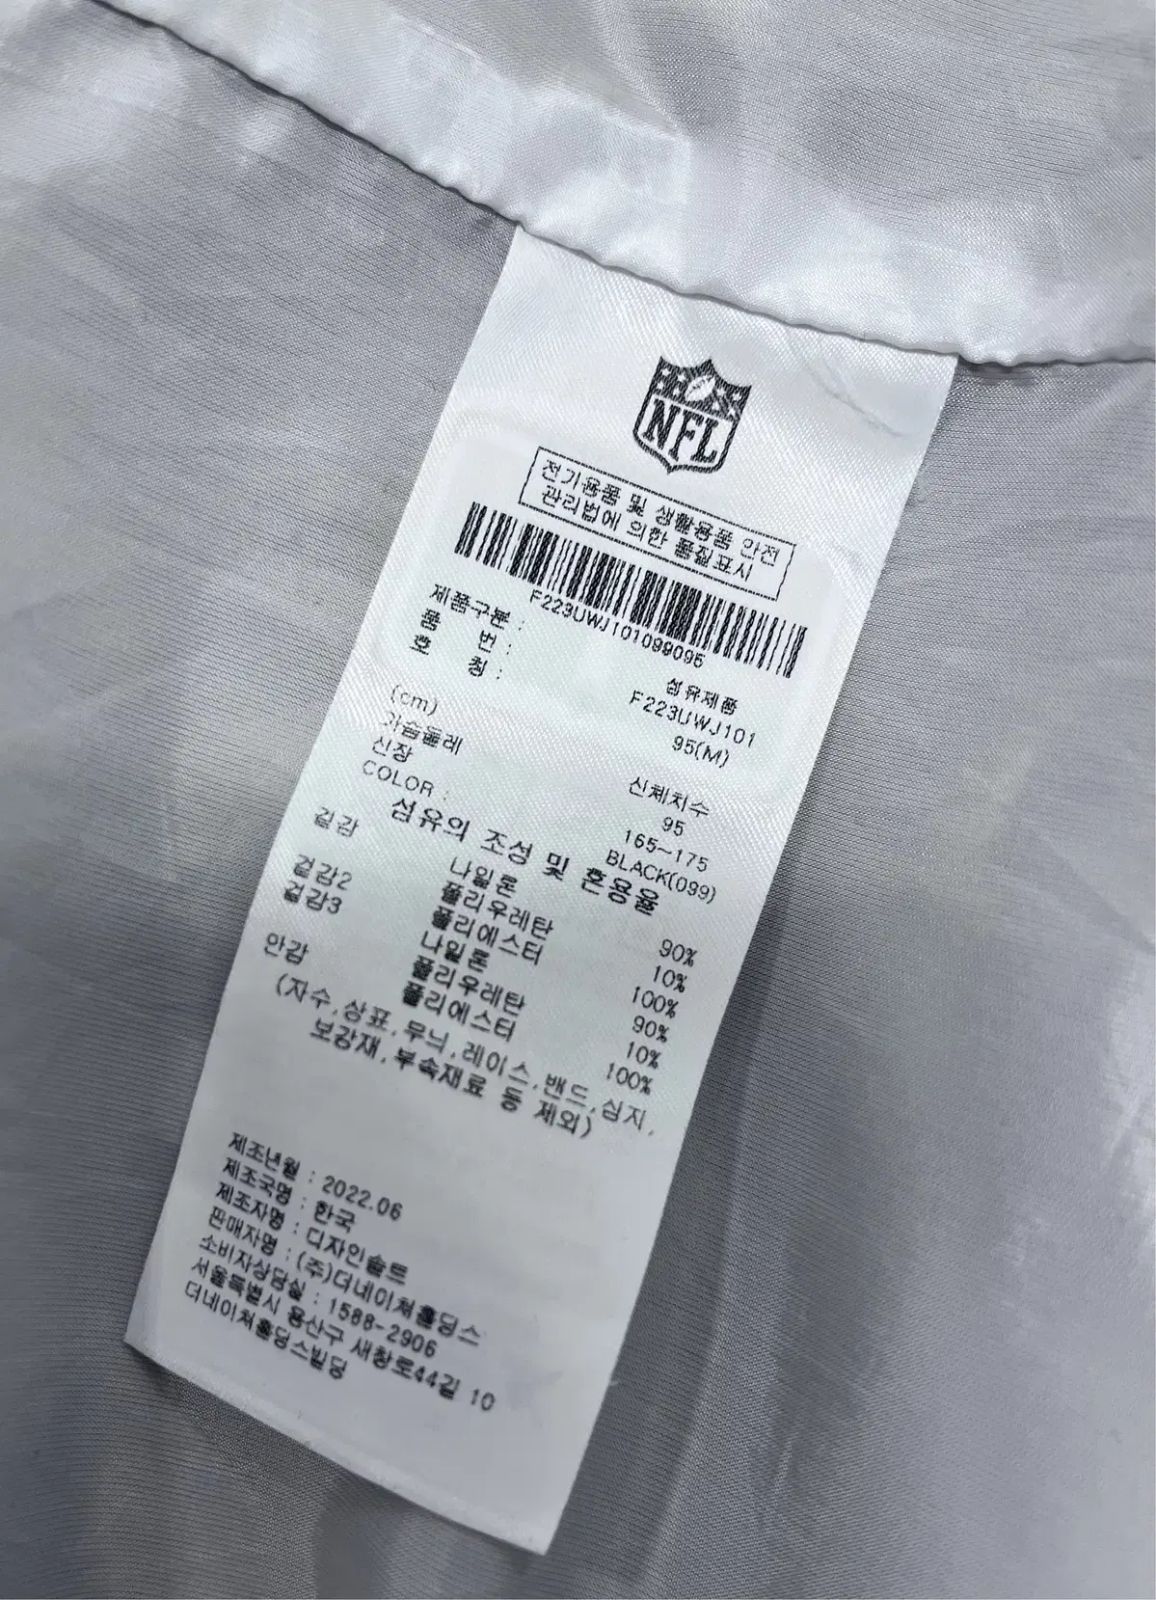 NFL
전기용품 및 생활용품 안전
관리법에 의한 품질표시
F223UWJ101099095
제품구분 : 섬유제품
품 번 : F223UWJ101
호 칭 : 95(M)
(cm) 신체치수
가슴둘레 95
신장 165~175
COLOR : BLACK(099)
섬유의 조성 및 혼용율
겉감 나일론 90%
폴리우레탄 10%
겉감2 폴리에스터 100%
겉감3 나일론 90%
폴리우레탄 10%
안감 폴리에스터 100%
(자수,상표,무늬,레이스,밴드,심지,
보강재,부속재료 등 제외)
제조년월 : 2022.06
제조국명 : 한국
제조자명 : 디자인솔트
판매자명 : (주)더네이쳐홀딩스
소비자상담실 : 1588-2906
서울특별시 용산구 새창로44길 10
더네이쳐홀딩스빌딩